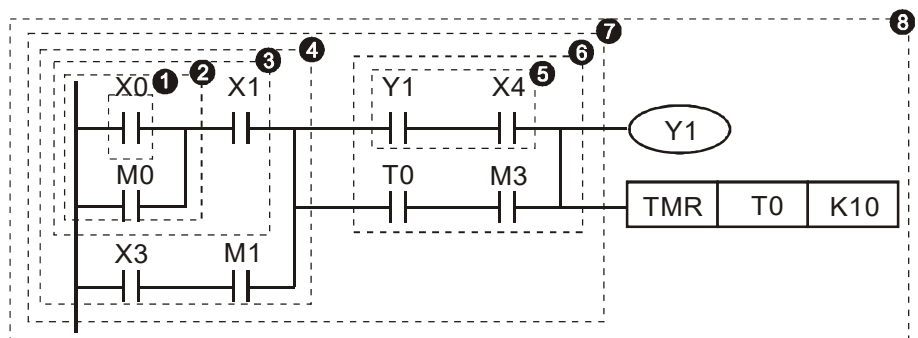 8
7
4 6
3
1 2 5
X0 X1 Y1 X4
Y1
M0 T0 M3
TMR T0 K10
X3 M1